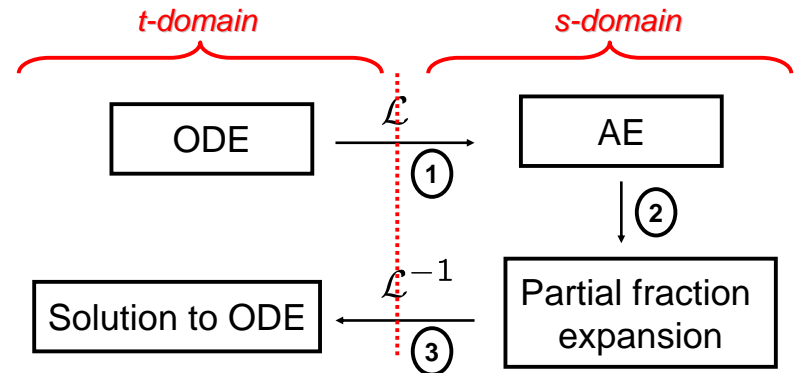 t-domain
s-domain
ODE
ℒ
1
AE
2
Solution to ODE
ℒ⁻¹
3
Partial fraction
expansion